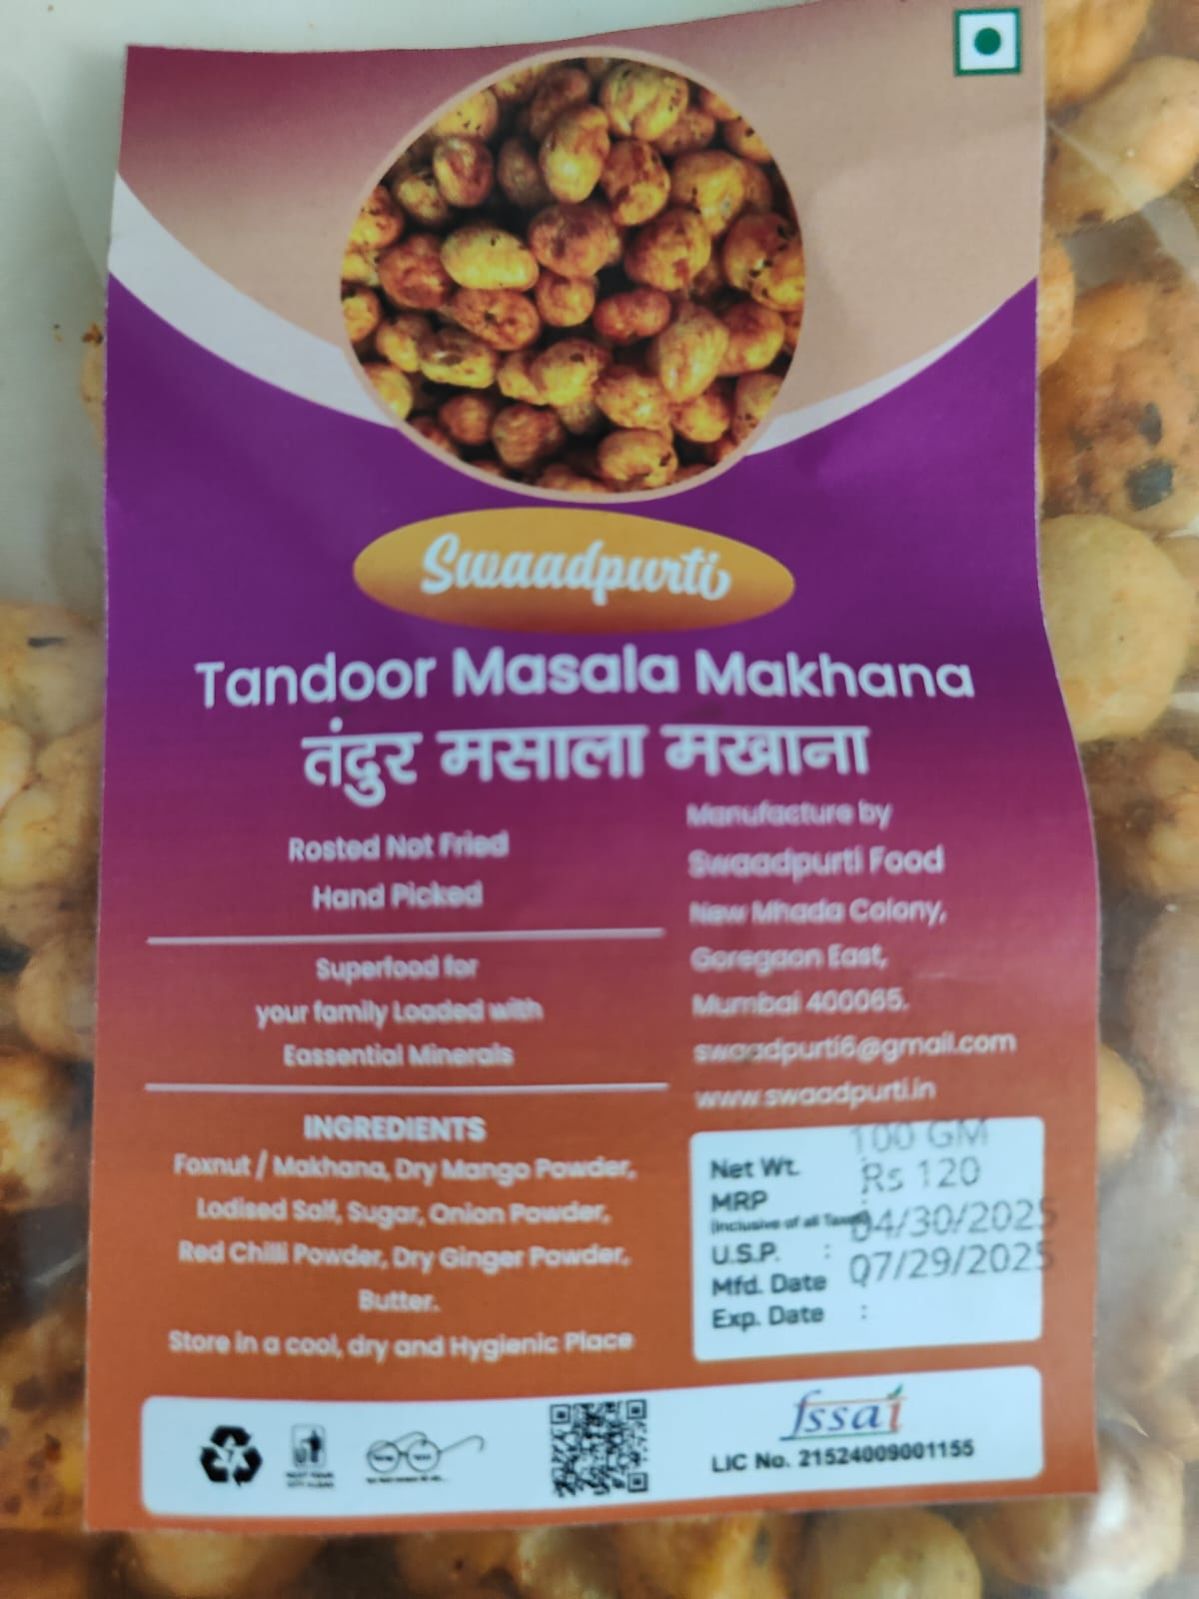 Swaadpurti
Tandoor Masala Makhana
तंदुर मसाला मखाना
Rosted Not Fried
Hand Picked
Superfood for
your family Loaded with
Eassential Minerals
INGREDIENTS
Foxnut / Makhana, Dry Mango Powder,
Lodised Salf, Sugar, Onion Powder,
Red Chilli Powder, Dry Ginger Powder,
Butter.
Store in a cool, dry and Hygienic Place
Manufacture by
Swaadpurti Food
New Mhada Colony,
Goregaon East,
Mumbai 400065.
swaadpurti6@gmail.com
www.swaadpurti.in
100 GM
Net Wt. :
Rs 120
MRP :
(Inclusive of all Taxes)
04/30/2025
U.S.P. :
07/29/2025
Mfd. Date :
Exp. Date :
7
fssai
LIC No. 21524009001155